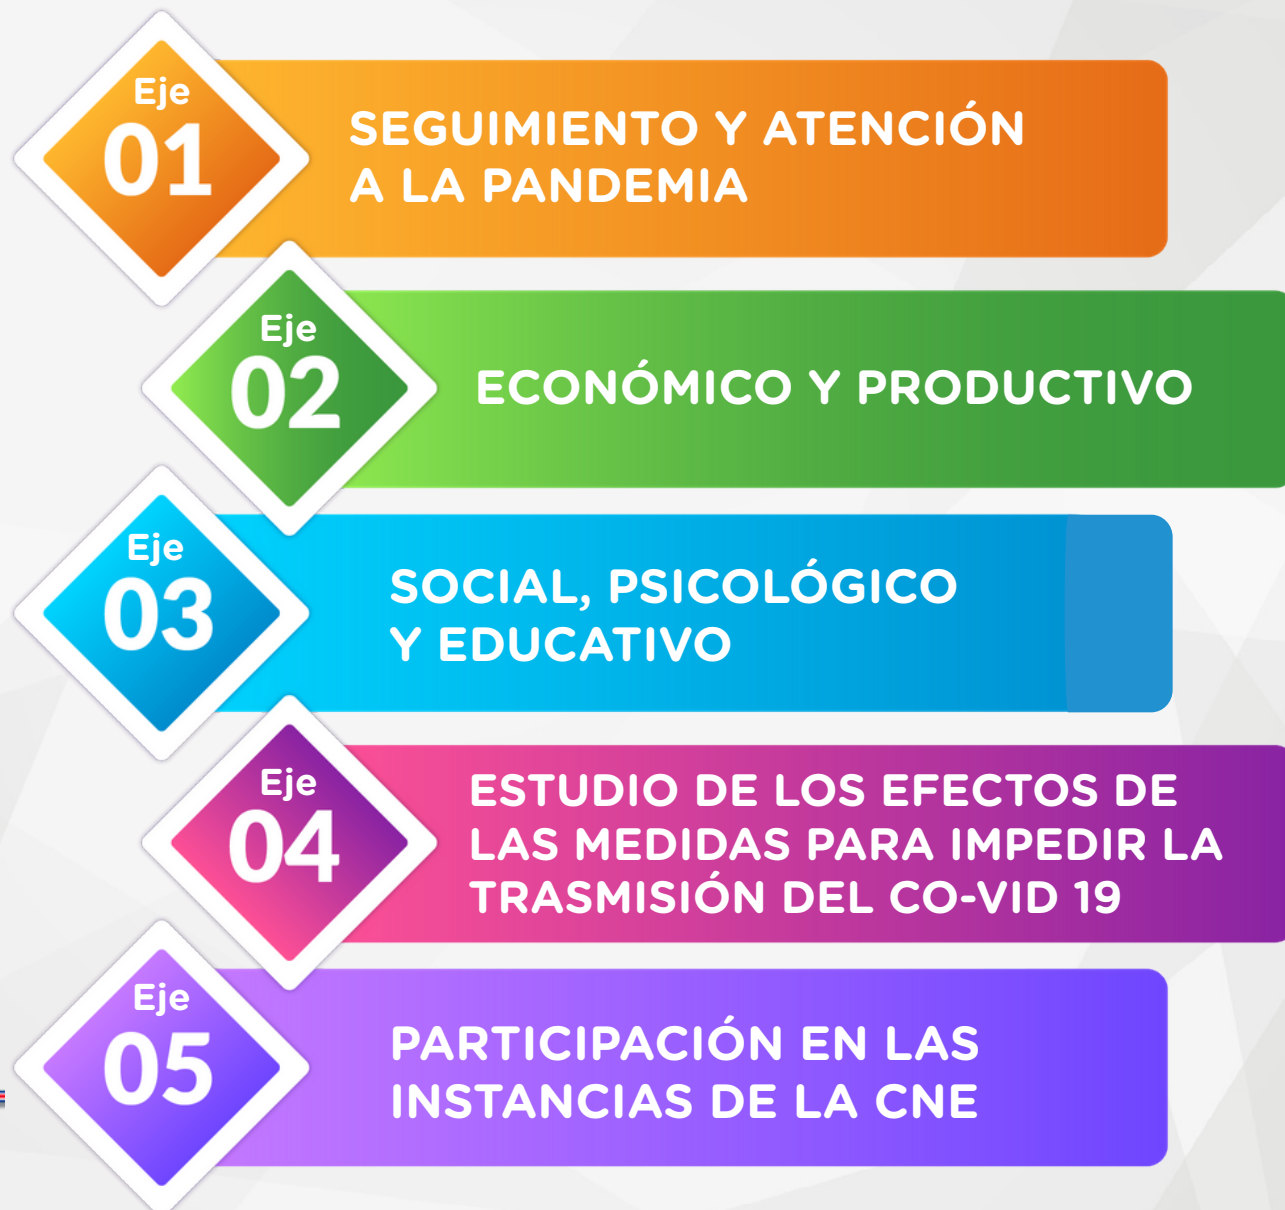 Eje
01
SEGUIMIENTO Y ATENCIÓN
A LA PANDEMIA
Eje
02
ECONÓMICO Y PRODUCTIVO
Eje
03
SOCIAL, PSICOLÓGICO
Y EDUCATIVO
Eje
04
ESTUDIO DE LOS EFECTOS DE
LAS MEDIDAS PARA IMPEDIR LA
TRASMISIÓN DEL CO-VID 19
Eje
05
PARTICIPACIÓN EN LAS
INSTANCIAS DE LA CNE